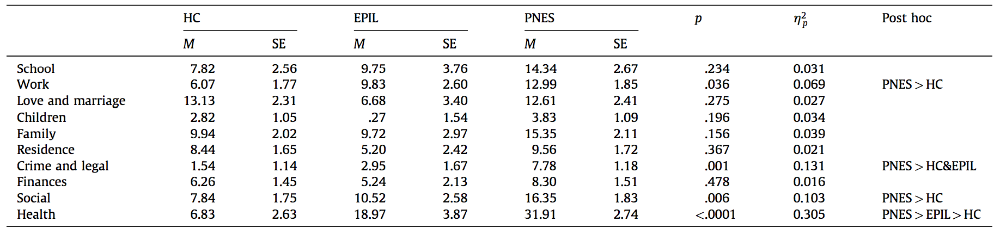 HC EPIL PNES p η²ₚ Post hoc
M SE M SE M SE
School 7.82 2.56 9.75 3.76 14.34 2.67 .234 0.031
Work 6.07 1.77 9.83 2.60 12.99 1.85 .036 0.069 PNES > HC
Love and marriage 13.13 2.31 6.68 3.40 12.61 2.41 .275 0.027
Children 2.82 1.05 .27 1.54 3.83 1.09 .196 0.034
Family 9.94 2.02 9.72 2.97 15.35 2.11 .156 0.039
Residence 8.44 1.65 5.20 2.42 9.56 1.72 .367 0.021
Crime and legal 1.54 1.14 2.95 1.67 7.78 1.18 .001 0.131 PNES > HC&EPIL
Finances 6.26 1.45 5.24 2.13 8.30 1.51 .478 0.016
Social 7.84 1.75 10.52 2.58 16.35 1.83 .006 0.103 PNES > HC
Health 6.83 2.63 18.97 3.87 31.91 2.74 <.0001 0.305 PNES > EPIL > HC